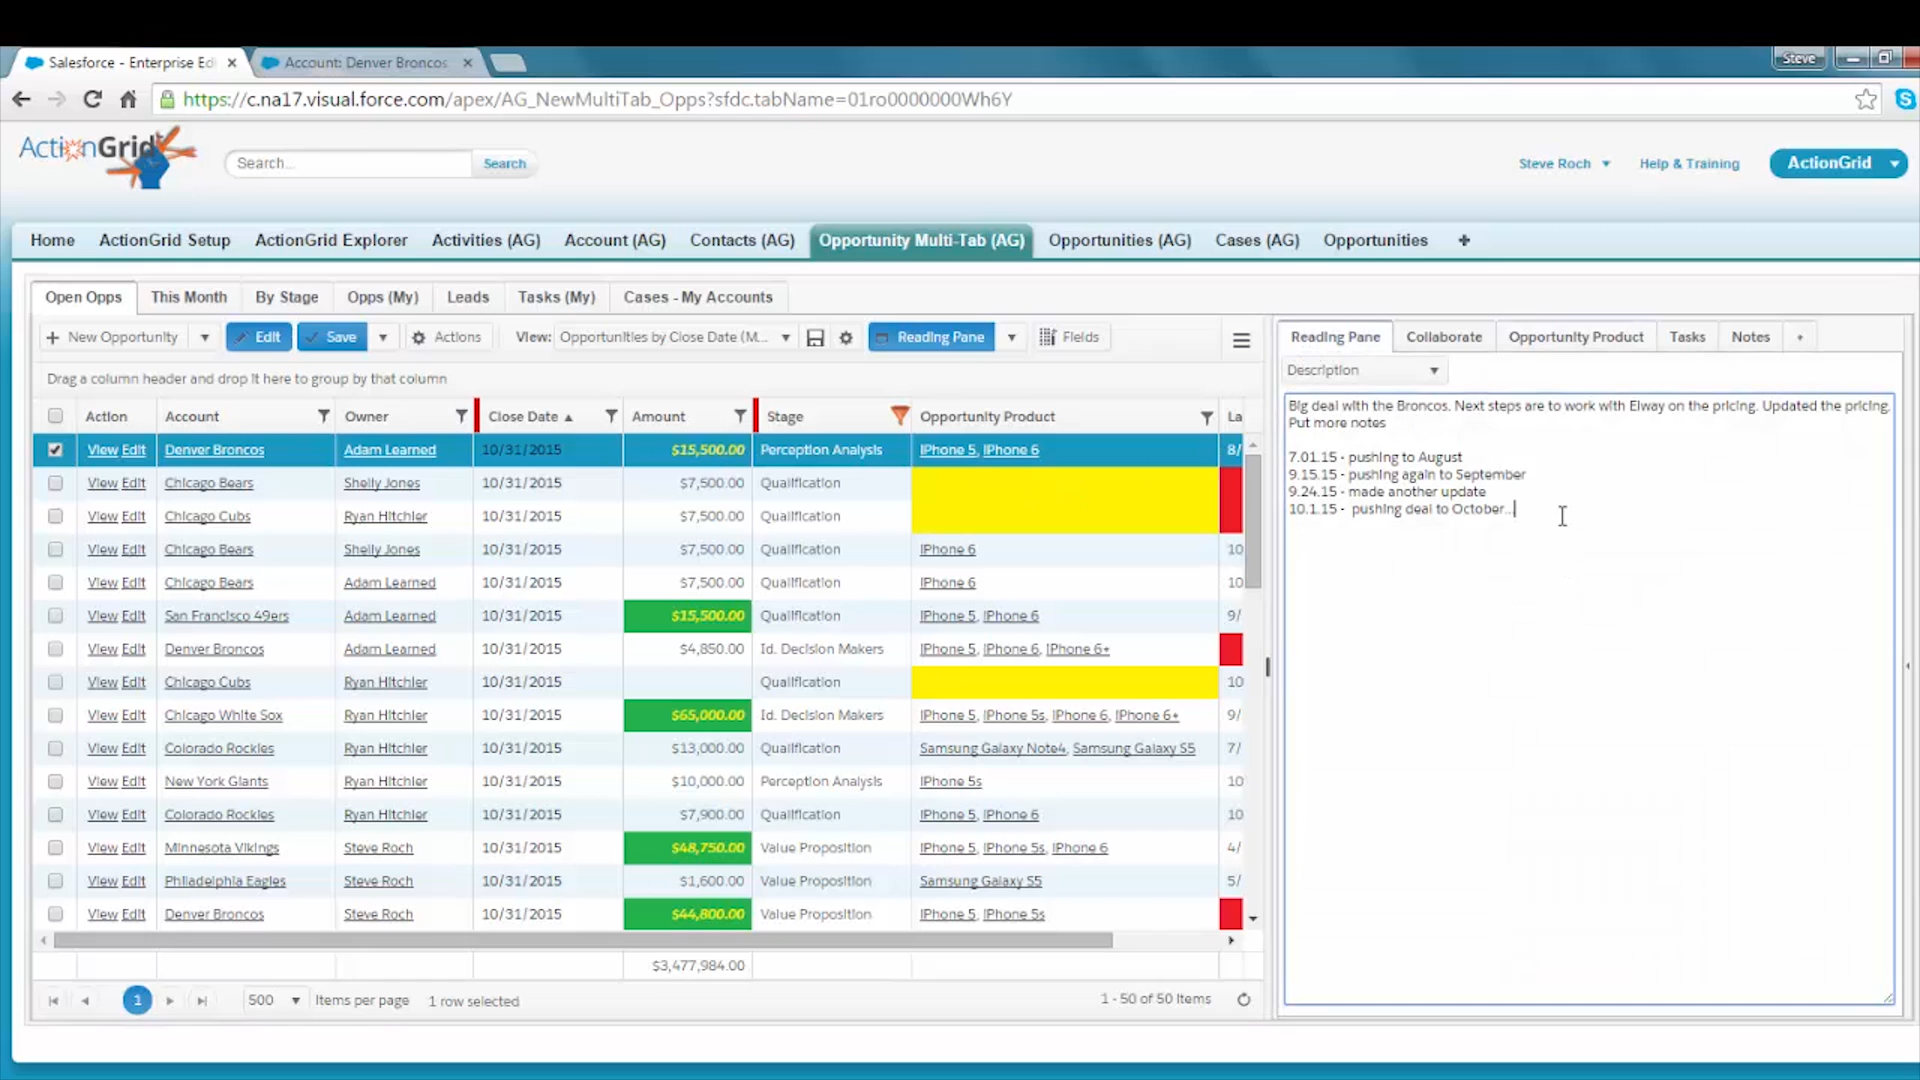 Salesforce - Enterprise Edi
Account: Denver Broncos
Steve
https://c.na17.visual.force.com/apex/AG_NewMultiTab_Opps?sfdc.tabName=01ro0000000Wh6Y
ActionGrid
Search...
Search
Steve Roch
Help & Training
ActionGrid
Home ActionGrid Setup ActionGrid Explorer Activities (AG) Account (AG) Contacts (AG) Opportunity Multi-Tab (AG) Opportunities (AG) Cases (AG) Opportunities +
Open Opps This Month By Stage Opps (My) Leads Tasks (My) Cases - My Accounts
+ New Opportunity Edit Save Actions View: Opportunities by Close Date (M... Reading Pane Fields
Drag a column header and drop it here to group by that column
Action Account Owner Close Date Amount Stage Opportunity Product La
View Edit Denver Broncos Adam Learned 10/31/2015 $15,500.00 Perception Analysis iPhone 5, iPhone 6 8/
View Edit Chicago Bears Shelly Jones 10/31/2015 $7,500.00 Qualification
View Edit Chicago Cubs Ryan Hitchler 10/31/2015 $7,500.00 Qualification
View Edit Chicago Bears Shelly Jones 10/31/2015 $7,500.00 Qualification iPhone 6 10
View Edit Chicago Bears Adam Learned 10/31/2015 $7,500.00 Qualification iPhone 6 10
View Edit San Francisco 49ers Adam Learned 10/31/2015 $15,500.00 Qualification iPhone 5, iPhone 6 9/
View Edit Denver Broncos Adam Learned 10/31/2015 $4,850.00 Id. Decision Makers iPhone 5, iPhone 6, iPhone 6+
View Edit Chicago Cubs Ryan Hitchler 10/31/2015 Qualification 10
View Edit Chicago White Sox Ryan Hitchler 10/31/2015 $65,000.00 Id. Decision Makers iPhone 5, iPhone 5s, iPhone 6, iPhone 6+ 9/
View Edit Colorado Rockies Ryan Hitchler 10/31/2015 $13,000.00 Qualification Samsung Galaxy Note4, Samsung Galaxy S5 7/
View Edit New York Giants Ryan Hitchler 10/31/2015 $10,000.00 Perception Analysis iPhone 5s 10
View Edit Colorado Rockies Ryan Hitchler 10/31/2015 $7,900.00 Qualification iPhone 5, iPhone 6 10
View Edit Minnesota Vikings Steve Roch 10/31/2015 $48,750.00 Value Proposition iPhone 5, iPhone 5s, iPhone 6 4/
View Edit Philadelphia Eagles Steve Roch 10/31/2015 $1,600.00 Value Proposition Samsung Galaxy S5 5/
View Edit Denver Broncos Steve Roch 10/31/2015 $44,800.00 Value Proposition iPhone 5, iPhone 5s
$3,477,984.00
1 500 Items per page 1 row selected 1 - 50 of 50 items
Reading Pane Collaborate Opportunity Product Tasks Notes +
Description
Big deal with the Broncos. Next steps are to work with Elway on the pricing. Updated the pricing.
Put more notes
7.01.15 - pushing to August
9.15.15 - pushing again to September
9.24.15 - made another update
10.1.15 - pushing deal to October...